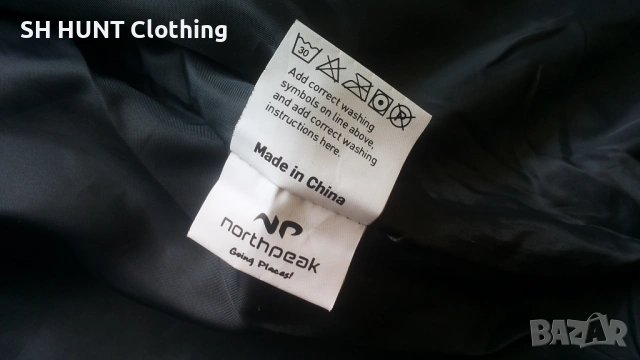 SH HUNT Clothing
30
P
Add correct washing
symbols on line above,
and add correct washing
instructions here.
Made in China
NP
northpeak
Going Places!
BAZAR